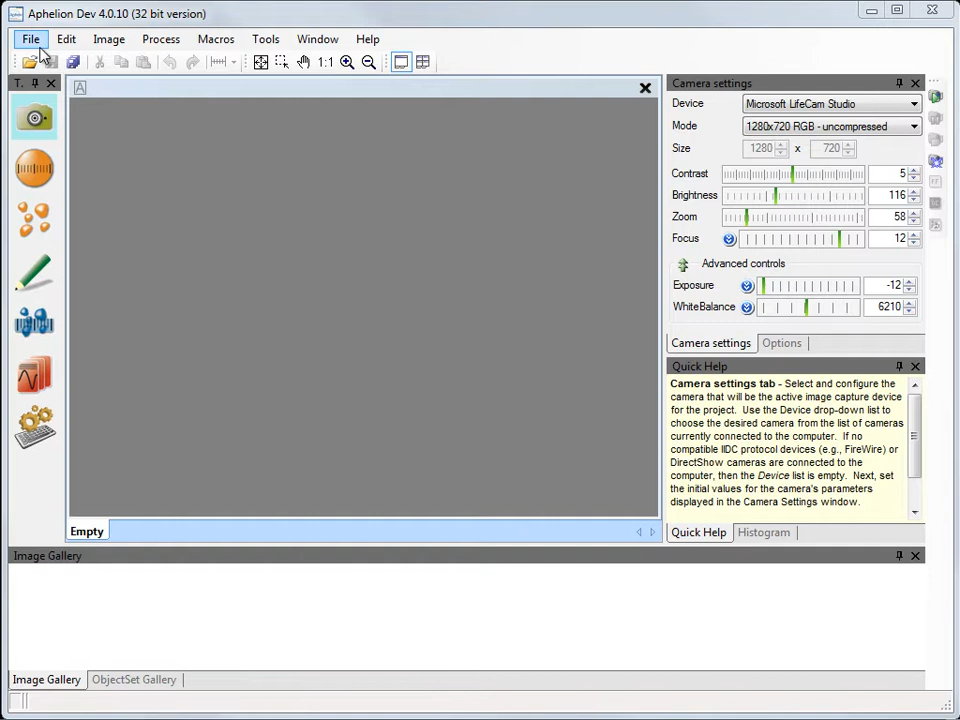 Aphelion Dev 4.0.10 (32 bit version)
File Edit Image Process Macros Tools Window Help
1:1
T.
A
Camera settings
Device Microsoft LifeCam Studio
Mode 1280x720 RGB - uncompressed
Size 1280 x 720
Contrast 5
Brightness 116
Zoom 58
Focus 12
Advanced controls
Exposure -12
WhiteBalance 6210
Camera settings Options
Quick Help
Camera settings tab - Select and configure the
camera that will be the active image capture device
for the project. Use the Device drop-down list to
choose the desired camera from the list of cameras
currently connected to the computer. If no
compatible IIDC protocol devices (e.g., FireWire) or
DirectShow cameras are connected to the
computer, then the Device list is empty. Next, set
the initial values for the camera's parameters
displayed in the Camera Settings window.
Empty
Quick Help Histogram
Image Gallery
Image Gallery ObjectSet Gallery